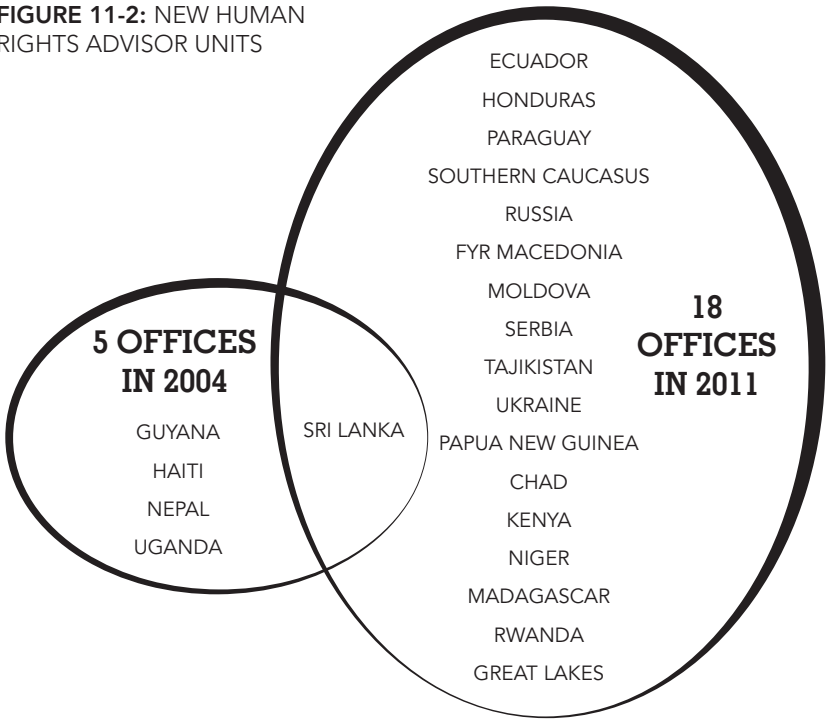 FIGURE 11-2: NEW HUMAN
RIGHTS ADVISOR UNITS
5 OFFICES
IN 2004
GUYANA
HAITI
NEPAL
UGANDA
SRI LANKA
ECUADOR
HONDURAS
PARAGUAY
SOUTHERN CAUCASUS
RUSSIA
FYR MACEDONIA
MOLDOVA
SERBIA
TAJIKISTAN
UKRAINE
PAPUA NEW GUINEA
CHAD
KENYA
NIGER
MADAGASCAR
RWANDA
GREAT LAKES
18
OFFICES
IN 2011